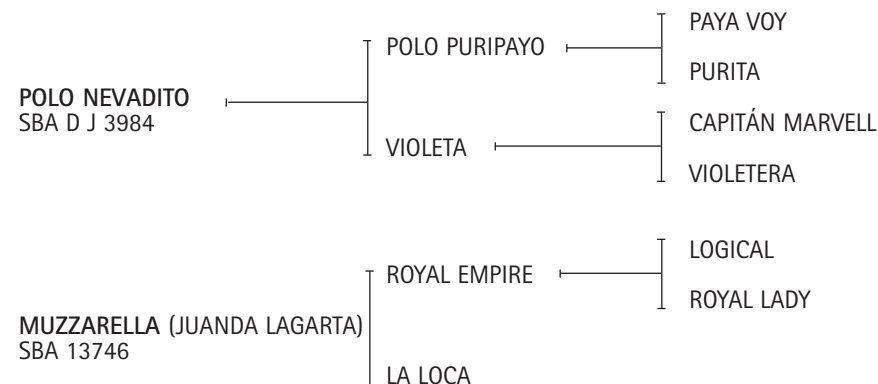 PAYA VOY
POLO PURIPAYO
PURITA
POLO NEVADITO
SBA D J 3984
CAPITÁN MARVELL
VIOLETA
VIOLETERA
LOGICAL
ROYAL EMPIRE
ROYAL LADY
MUZZARELLA (JUANDA LAGARTA)
SBA 13746
LA LOCA